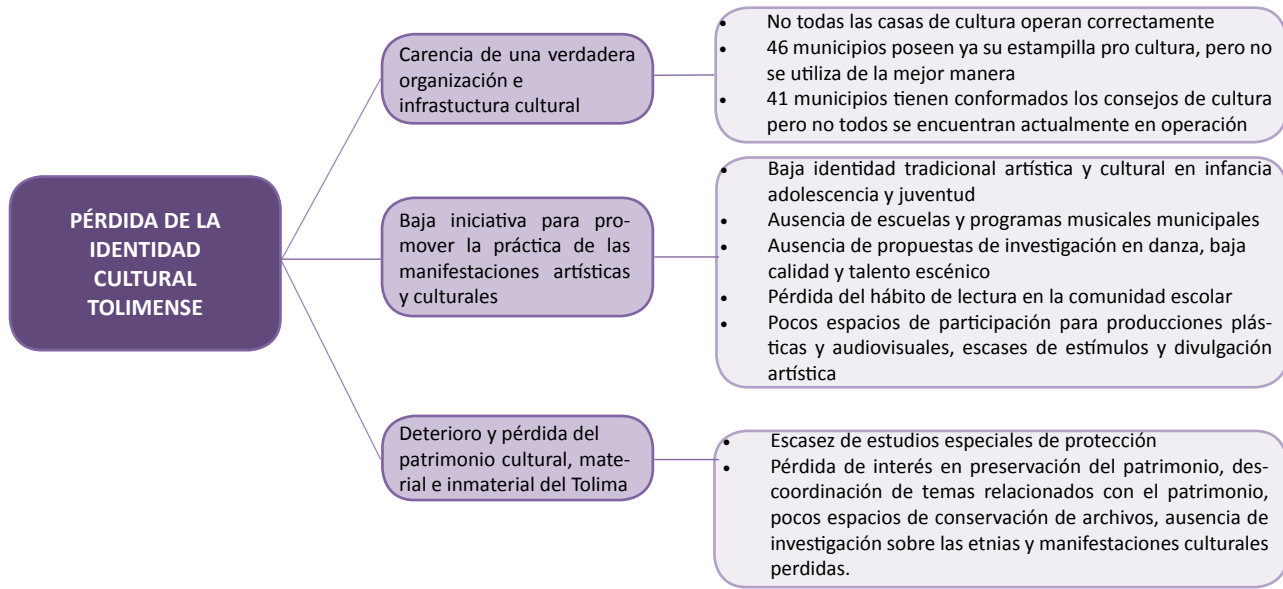 PÉRDIDA DE LA
IDENTIDAD
CULTURAL
TOLIMENSE
Carencia de una verdadera
organización e
infrastuctura cultural
• No todas las casas de cultura operan correctamente
• 46 municipios poseen ya su estampilla pro cultura, pero no
se utiliza de la mejor manera
• 41 municipios tienen conformados los consejos de cultura
pero no todos se encuentran actualmente en operación
Baja iniciativa para pro-
mover la práctica de las
manifestaciones artísticas
y culturales
• Baja identidad tradicional artística y cultural en infancia
adolescencia y juventud
• Ausencia de escuelas y programas musicales municipales
• Ausencia de propuestas de investigación en danza, baja
calidad y talento escénico
• Pérdida del hábito de lectura en la comunidad escolar
• Pocos espacios de participación para producciones plás-
ticas y audiovisuales, escases de estímulos y divulgación
artística
Deterioro y pérdida del
patrimonio cultural, mate-
rial e inmaterial del Tolima
• Escasez de estudios especiales de protección
• Pérdida de interés en preservación del patrimonio, des-
coordinación de temas relacionados con el patrimonio,
pocos espacios de conservación de archivos, ausencia de
investigación sobre las etnias y manifestaciones culturales
perdidas.